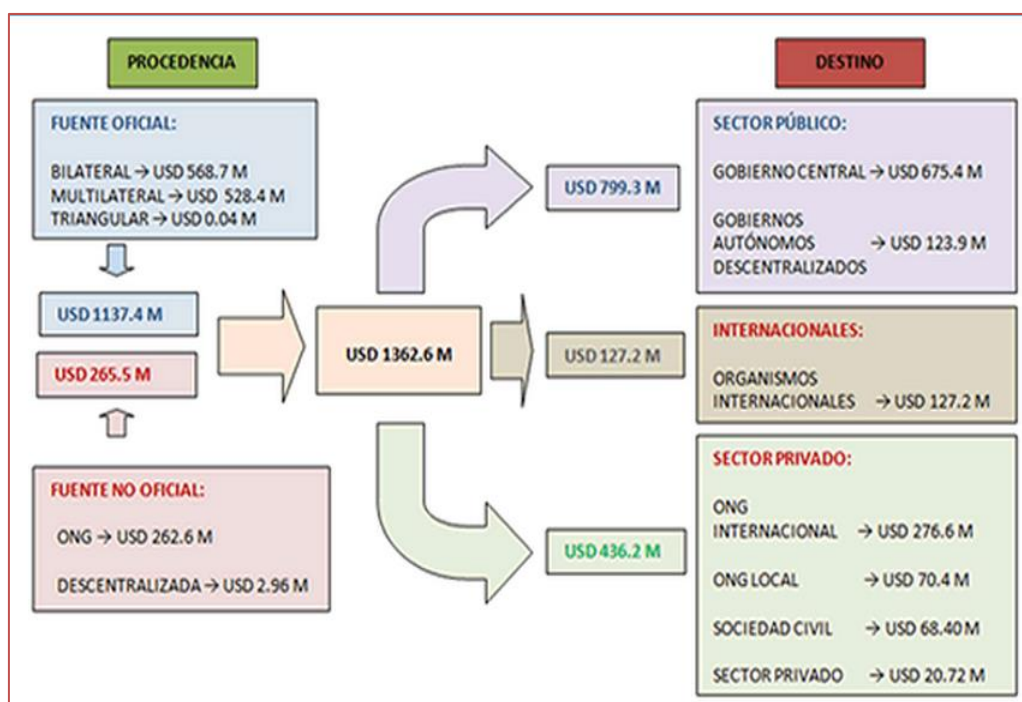 PROCEDENCIA
FUENTE OFICIAL:
BILATERAL → USD 568.7 M
MULTILATERAL → USD 528.4 M
TRIANGULAR → USD 0.04 M
USD 1137.4 M
USD 265.5 M
FUENTE NO OFICIAL:
ONG → USD 262.6 M
DESCENTRALIZADA → USD 2.96 M
USD 1362.6 M
USD 799.3 M
USD 127.2 M
USD 436.2 M
DESTINO
SECTOR PÚBLICO:
GOBIERNO CENTRAL → USD 675.4 M
GOBIERNOS
AUTÓNOMOS → USD 123.9 M
DESCENTRALIZADOS
INTERNACIONALES:
ORGANISMOS
INTERNACIONALES → USD 127.2 M
SECTOR PRIVADO:
ONG
INTERNACIONAL → USD 276.6 M
ONG LOCAL → USD 70.4 M
SOCIEDAD CIVIL → USD 68.40 M
SECTOR PRIVADO → USD 20.72 M